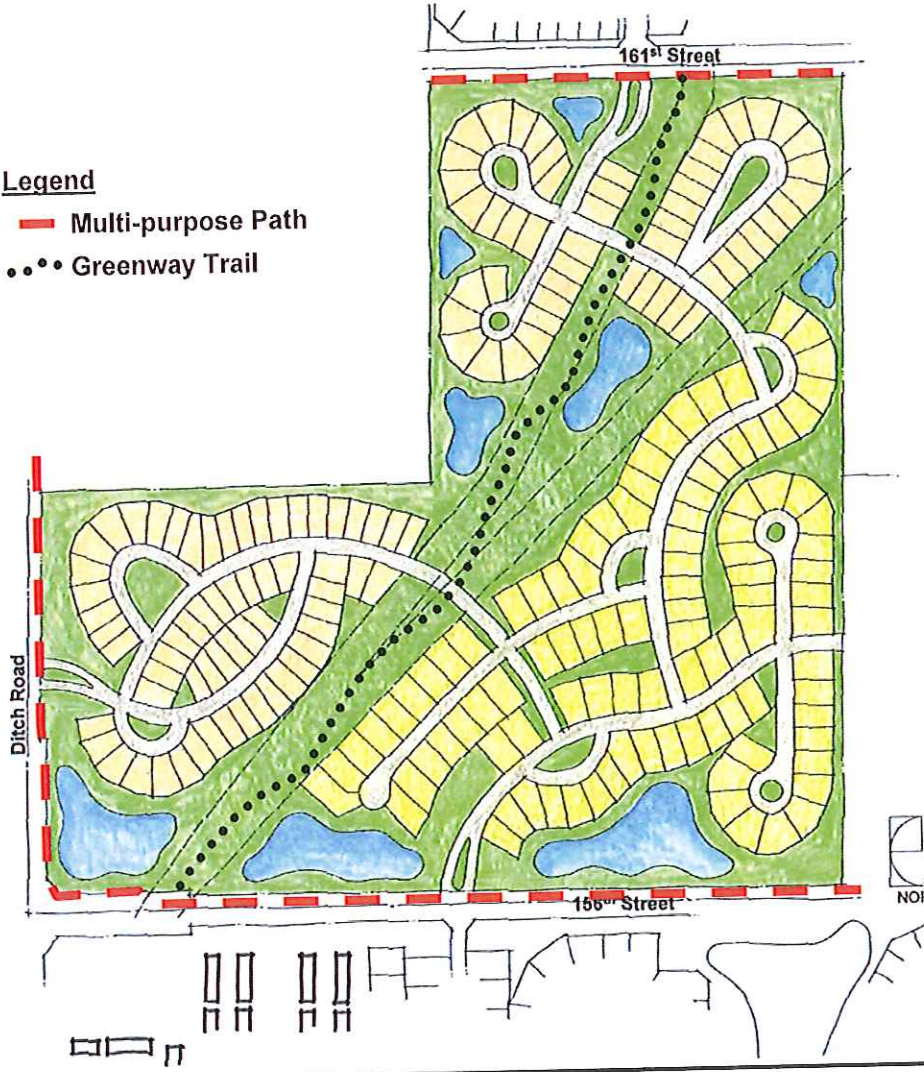 161st Street
Legend
Multi-purpose Path
Greenway Trail
Ditch Road
156th Street